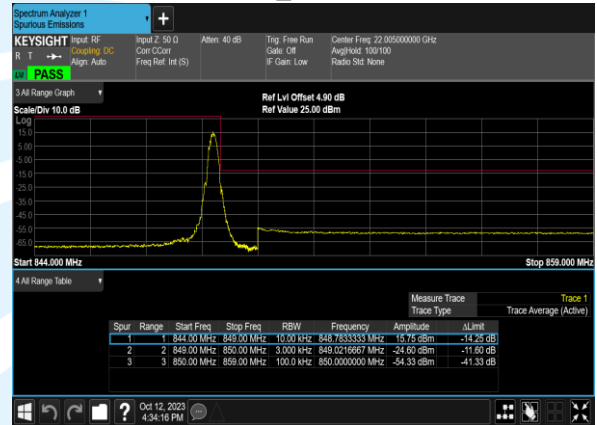 Spectrum Analyzer 1
Spurious Emissions
+
KEYSIGHT Input: RF Input Z: 50 Ω Atten: 40 dB Trig: Free Run Center Freq: 22.005000000 GHz
R T Coupling: DC Corr CCorr Gate: Off Avg|Hold: 100/100
Align: Auto Freq Ref: Int (S) IF Gain: Low Radio Std: None
PASS
3 All Range Graph
Ref Lvl Offset 4.90 dB
Scale/Div 10.0 dB Ref Value 25.00 dBm
Log
15.0
5.00
-5.00
-15.0
-25.0
-35.0
-45.0
-55.0
-65.0
Start 844.000 MHz Stop 859.000 MHz
4 All Range Table
Measure Trace Trace 1
Trace Type Trace Average (Active)
Spur Range Start Freq Stop Freq RBW Frequency Amplitude ΔLimit
1 1 844.00 MHz 849.00 MHz 10.00 kHz 848.7833333 MHz 15.75 dBm -14.25 dB
2 2 849.00 MHz 850.00 MHz 3.000 kHz 849.0216667 MHz -24.60 dBm -11.60 dB
3 3 850.00 MHz 859.00 MHz 100.0 kHz 850.0000000 MHz -54.33 dBm -41.33 dB
? Oct 12, 2023
4:34:16 PM